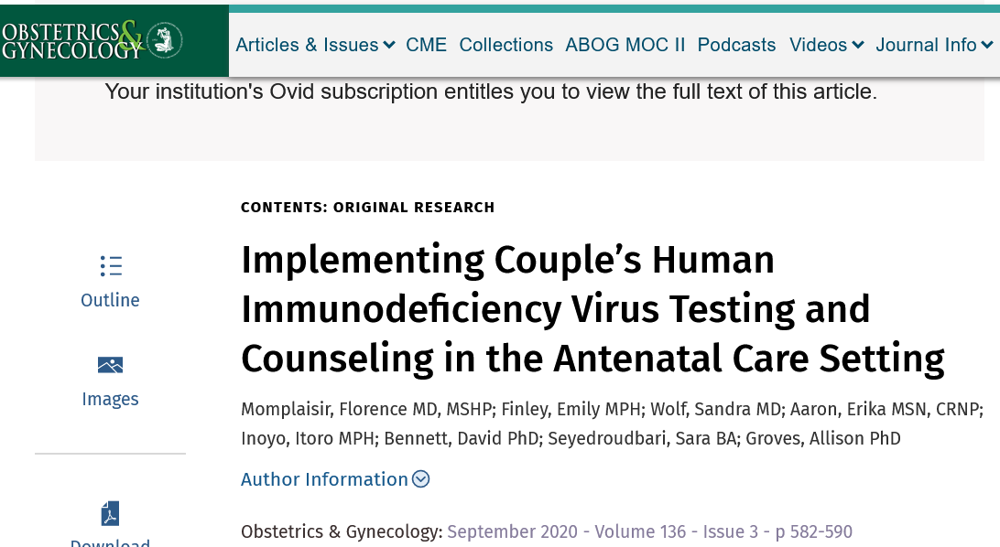 OBSTETRICS &
GYNECOLOGY
Articles & Issues CME Collections ABOG MOC II Podcasts Videos Journal Info
Your institution's Ovid subscription entitles you to view the full text of this article.
CONTENTS: ORIGINAL RESEARCH
Implementing Couple’s Human
Immunodeficiency Virus Testing and
Counseling in the Antenatal Care Setting
Outline
Images
Momplaisir, Florence MD, MSHP; Finley, Emily MPH; Wolf, Sandra MD; Aaron, Erika MSN, CRNP;
Inoyo, Itoro MPH; Bennett, David PhD; Seyedroudbari, Sara BA; Groves, Allison PhD
Author Information
Obstetrics & Gynecology: September 2020 - Volume 136 - Issue 3 - p 582-590
Download